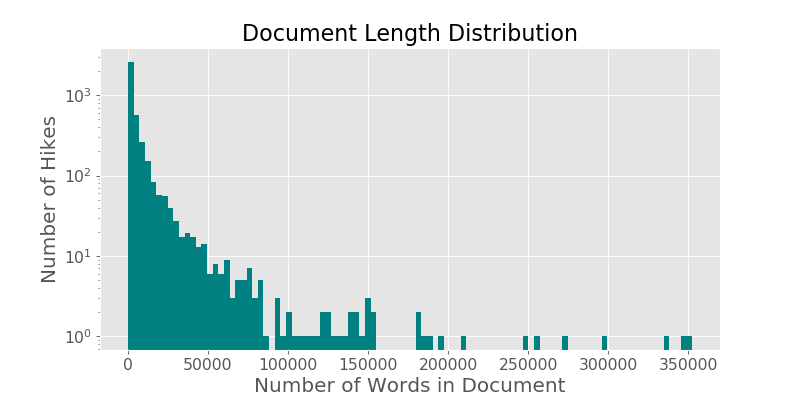 Document Length Distribution
Number of Hikes
10³
10²
10¹
10⁰
0 50000 100000 150000 200000 250000 300000 350000
Number of Words in Document